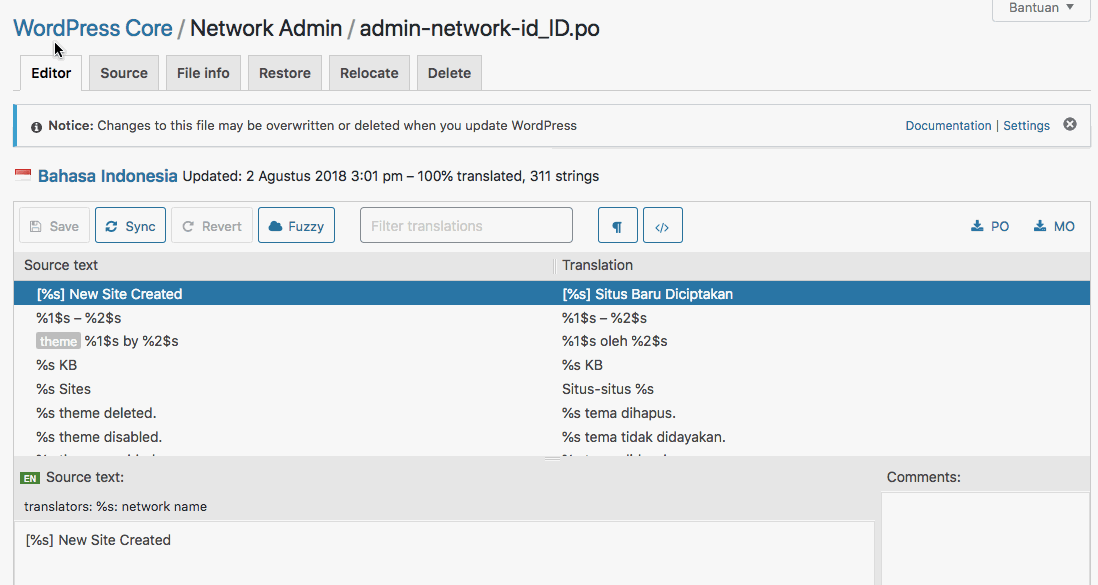 Bantuan
WordPress Core / Network Admin / admin-network-id_ID.po
Editor Source File info Restore Relocate Delete
Notice: Changes to this file may be overwritten or deleted when you update WordPress Documentation | Settings
Bahasa Indonesia Updated: 2 Agustus 2018 3:01 pm – 100% translated, 311 strings
Save Sync Revert Fuzzy Filter translations ¶ </> PO MO
Source text Translation
[%s] New Site Created [%s] Situs Baru Diciptakan
%1$s – %2$s %1$s – %2$s
theme %1$s by %2$s %1$s oleh %2$s
%s KB %s KB
%s Sites Situs-situs %s
%s theme deleted. %s tema dihapus.
%s theme disabled. %s tema tidak didayakan.
EN Source text: Comments:
translators: %s: network name
[%s] New Site Created